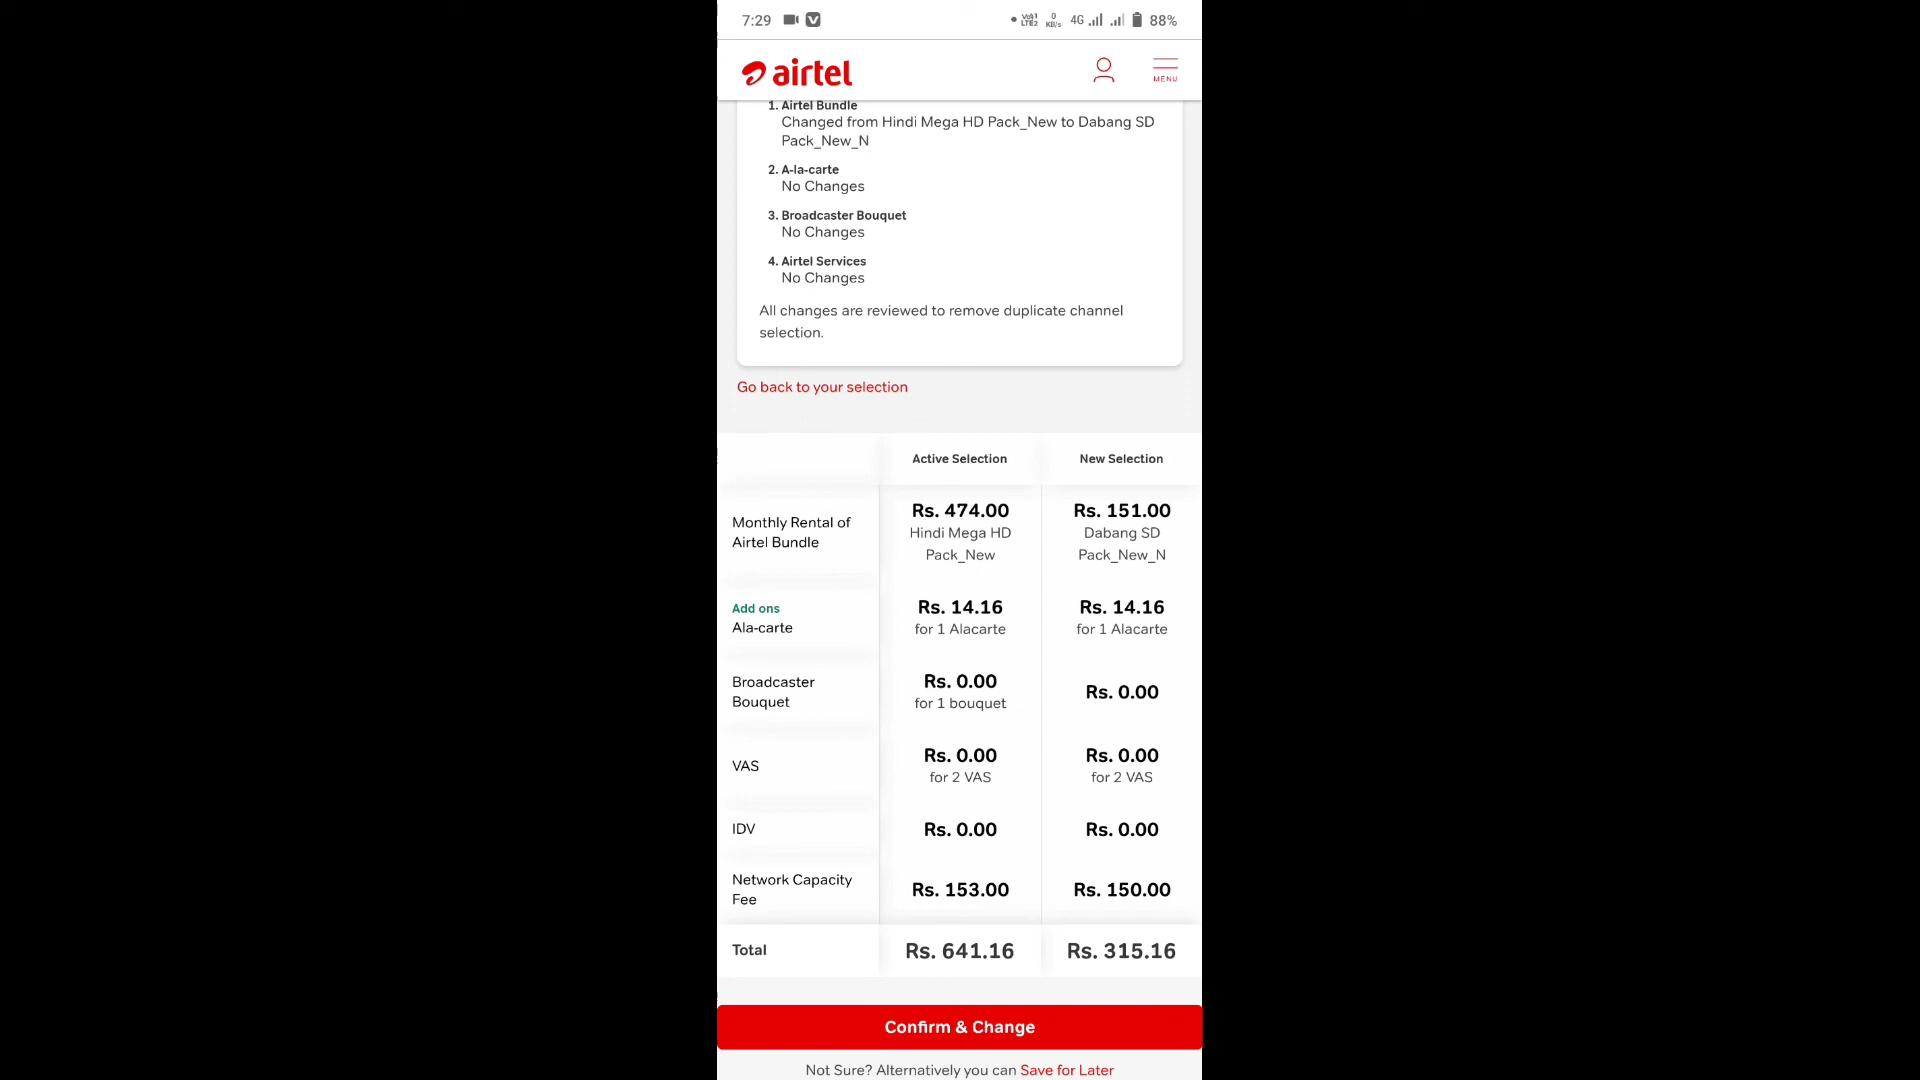 7:29
Vo)) 1
LTE2
0
KB/s
4G
88%
airtel
MENU
1. Airtel Bundle
Changed from Hindi Mega HD Pack_New to Dabang SD
Pack_New_N
2. A-la-carte
No Changes
3. Broadcaster Bouquet
No Changes
4. Airtel Services
No Changes
All changes are reviewed to remove duplicate channel
selection.
Go back to your selection
Active Selection
New Selection
Monthly Rental of
Airtel Bundle
Rs. 474.00
Hindi Mega HD
Pack_New
Rs. 151.00
Dabang SD
Pack_New_N
Add ons
Ala-carte
Rs. 14.16
for 1 Alacarte
Rs. 14.16
for 1 Alacarte
Broadcaster
Bouquet
Rs. 0.00
for 1 bouquet
Rs. 0.00
VAS
Rs. 0.00
for 2 VAS
Rs. 0.00
for 2 VAS
IDV
Rs. 0.00
Rs. 0.00
Network Capacity
Fee
Rs. 153.00
Rs. 150.00
Total
Rs. 641.16
Rs. 315.16
Confirm & Change
Not Sure? Alternatively you can Save for Later